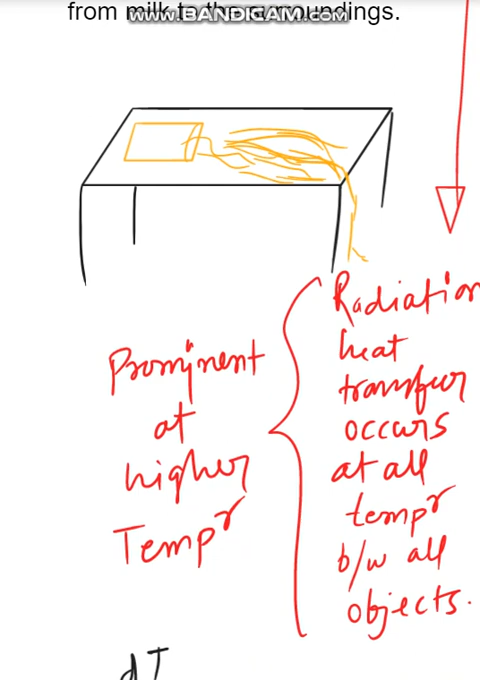 from milk to the surroundings.
www.BANDICAM.com
Radiation
heat
transfer
occurs
at all
tempr
b/w all
objects.
Prominent
at
higher
Tempr
dT